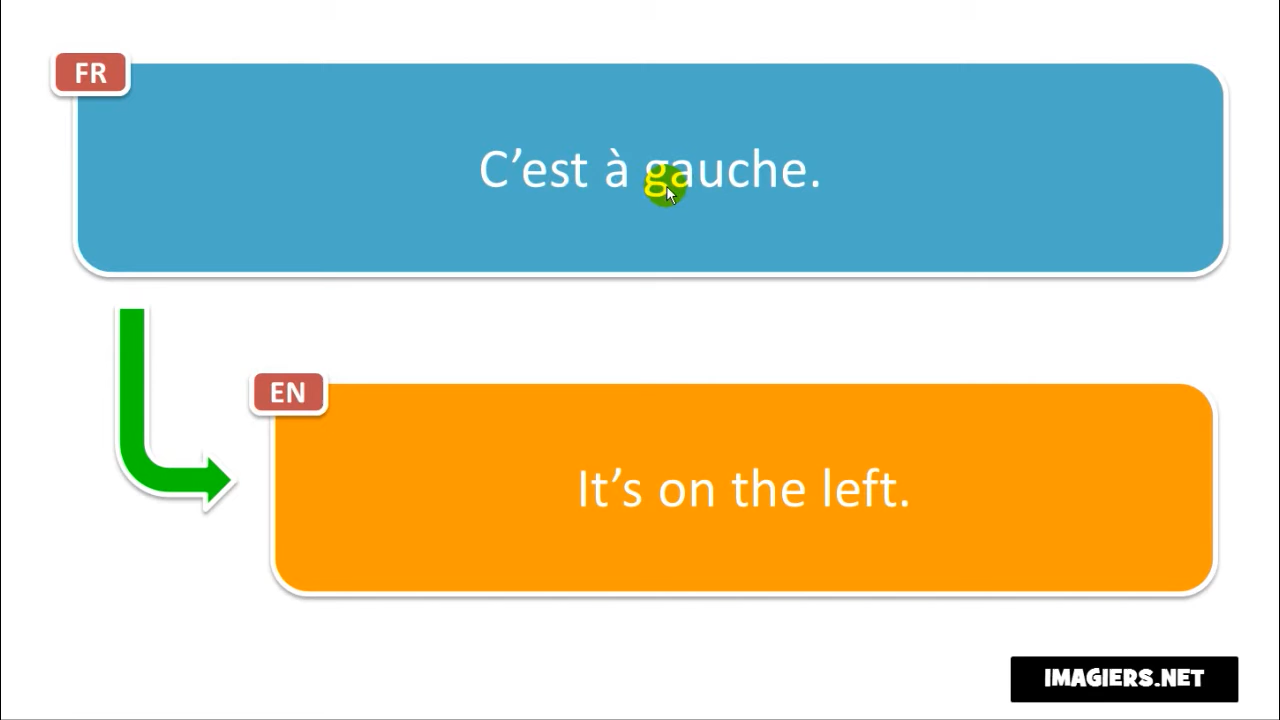 FR
C’est à gauche.
EN
It’s on the left.
IMAGIERS.NET